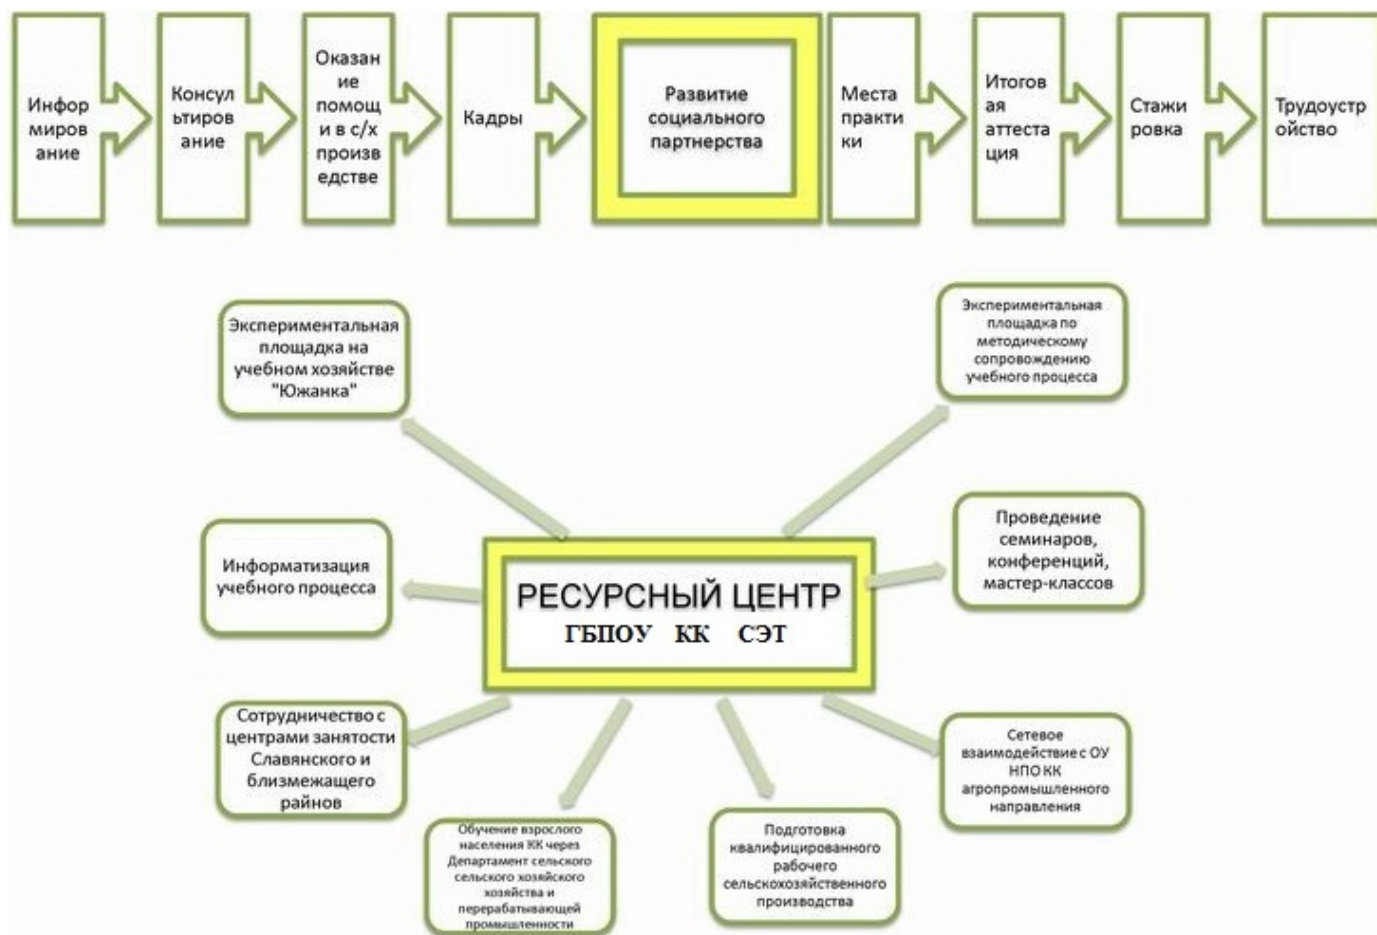 Инфор
миров
ание
Консул
ьтиров
ание
Оказан
ие
помощ
и в с/х
произв
едстве
Кадры
Развитие
социального
партнерства
Места
практи
ки
Итогов
ая
аттеста
ция
Стажи
ровка
Трудоустр
ойство
Экспериментальная
площадка на
учебном хозяйстве
"Южанка"
Экспериментальная
площадка по
методическому
сопровождению
учебного процесса
Информатизация
учебного процесса
РЕСУРСНЫЙ ЦЕНТР
ГБПОУ КК СЭТ
Проведение
семинаров,
конференций,
мастер-классов
Сотрудничество с
центрами занятости
Славянского и
близмежащего
райнов
Обучение взрослого
населения КК через
Департамент сельского
сельского хозяйского
хозяйства и
перерабатывающей
промышленности
Подготовка
квалифицированного
рабочего
сельскохозяйственного
производства
Сетевое
взаимодействие с ОУ
НПО КК
агропромышленного
направления